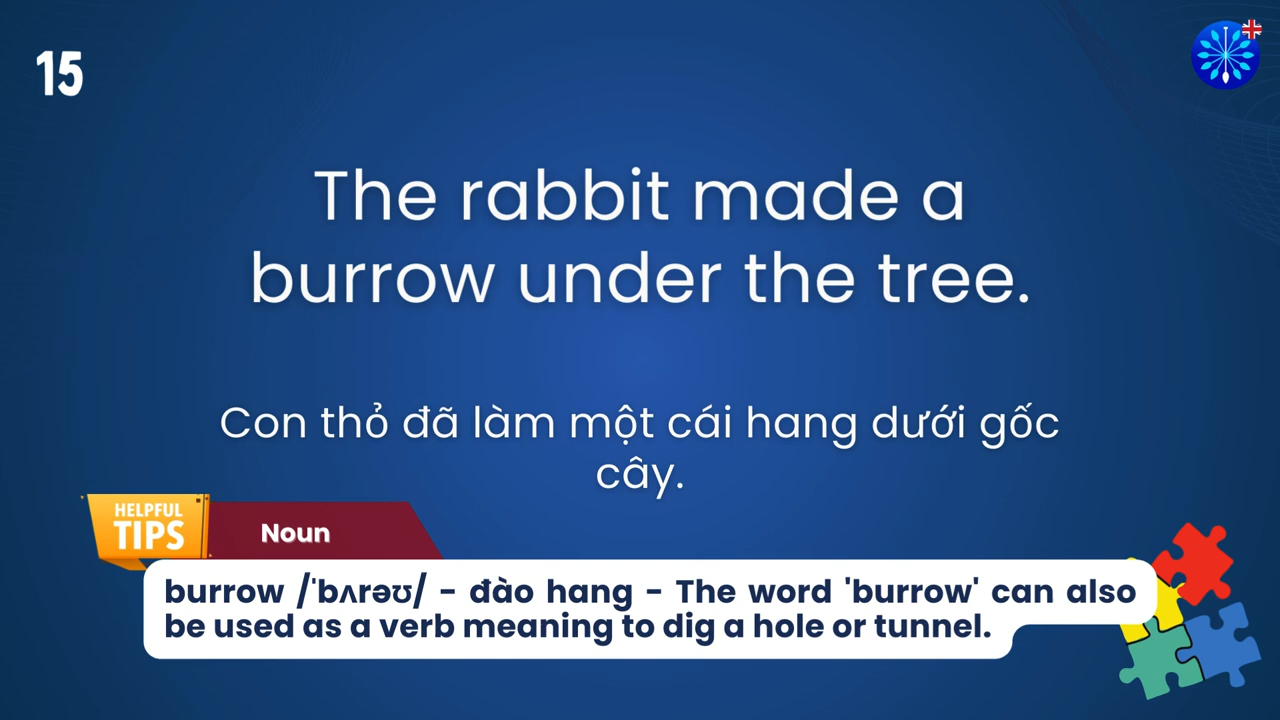 15
The rabbit made a
burrow under the tree.
Con thỏ đã làm một cái hang dưới gốc
cây.
HELPFUL
TIPS
Noun
burrow /ˈbʌrəʊ/ - đào hang - The word 'burrow' can also
be used as a verb meaning to dig a hole or tunnel.